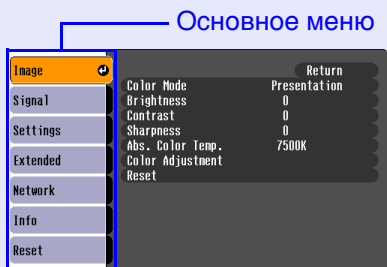 Основное меню
Image
Signal
Settings
Extended
Network
Info
Reset
Return
Color Mode Presentation
Brightness 0
Contrast 0
Sharpness 0
Abs. Color Temp. 7500K
Color Adjustment
Reset